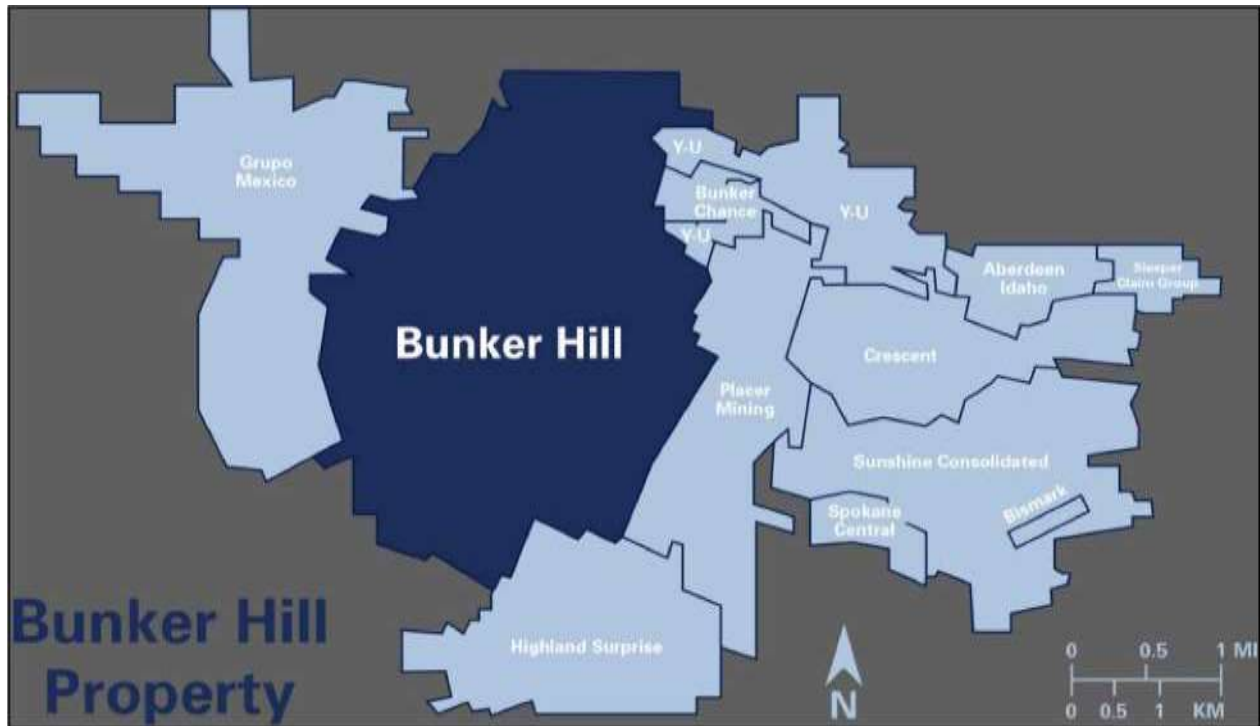 Y-U
Grupo
Mexico
Bunker
Chance
Y-U
Y-U
Aberdeen
Idaho
Sleeper
Claim Group
Bunker Hill
Crescent
Placer
Mining
Sunshine Consolidated
Bismark
Spokane
Central
Highland Surprise
Bunker Hill
Property
N
0 0.5 1 MI
0 0.5 1 KM